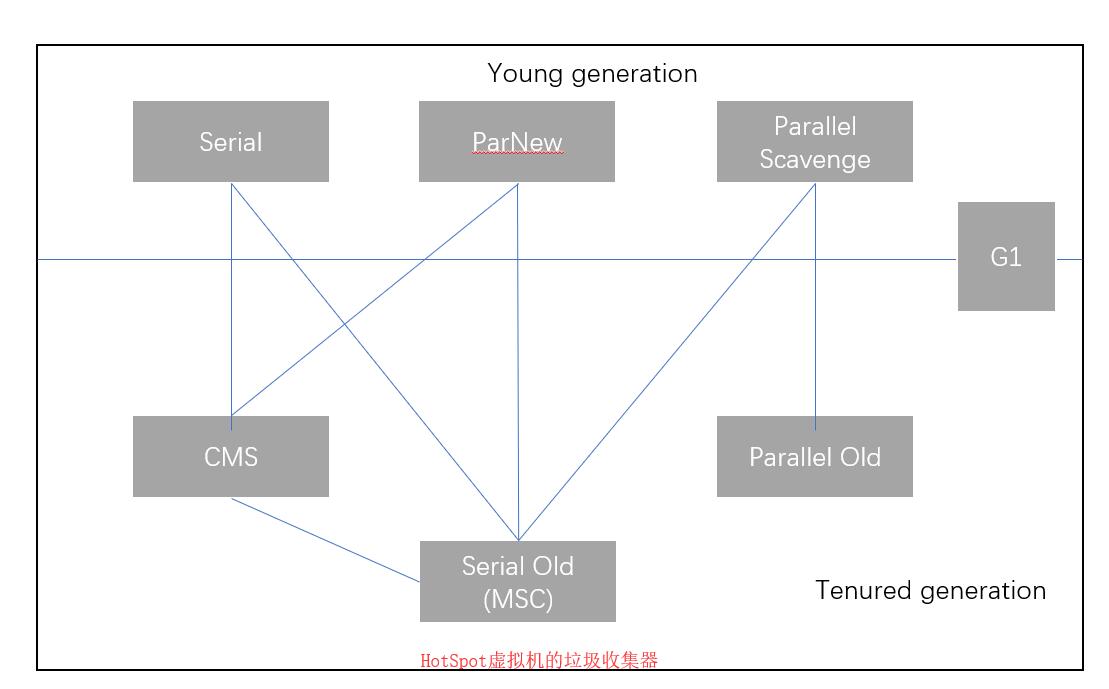 Young generation
Serial
ParNew
Parallel
Scavenge
G1
CMS
Parallel Old
Serial Old
(MSC)
Tenured generation
HotSpot虚拟机的垃圾收集器